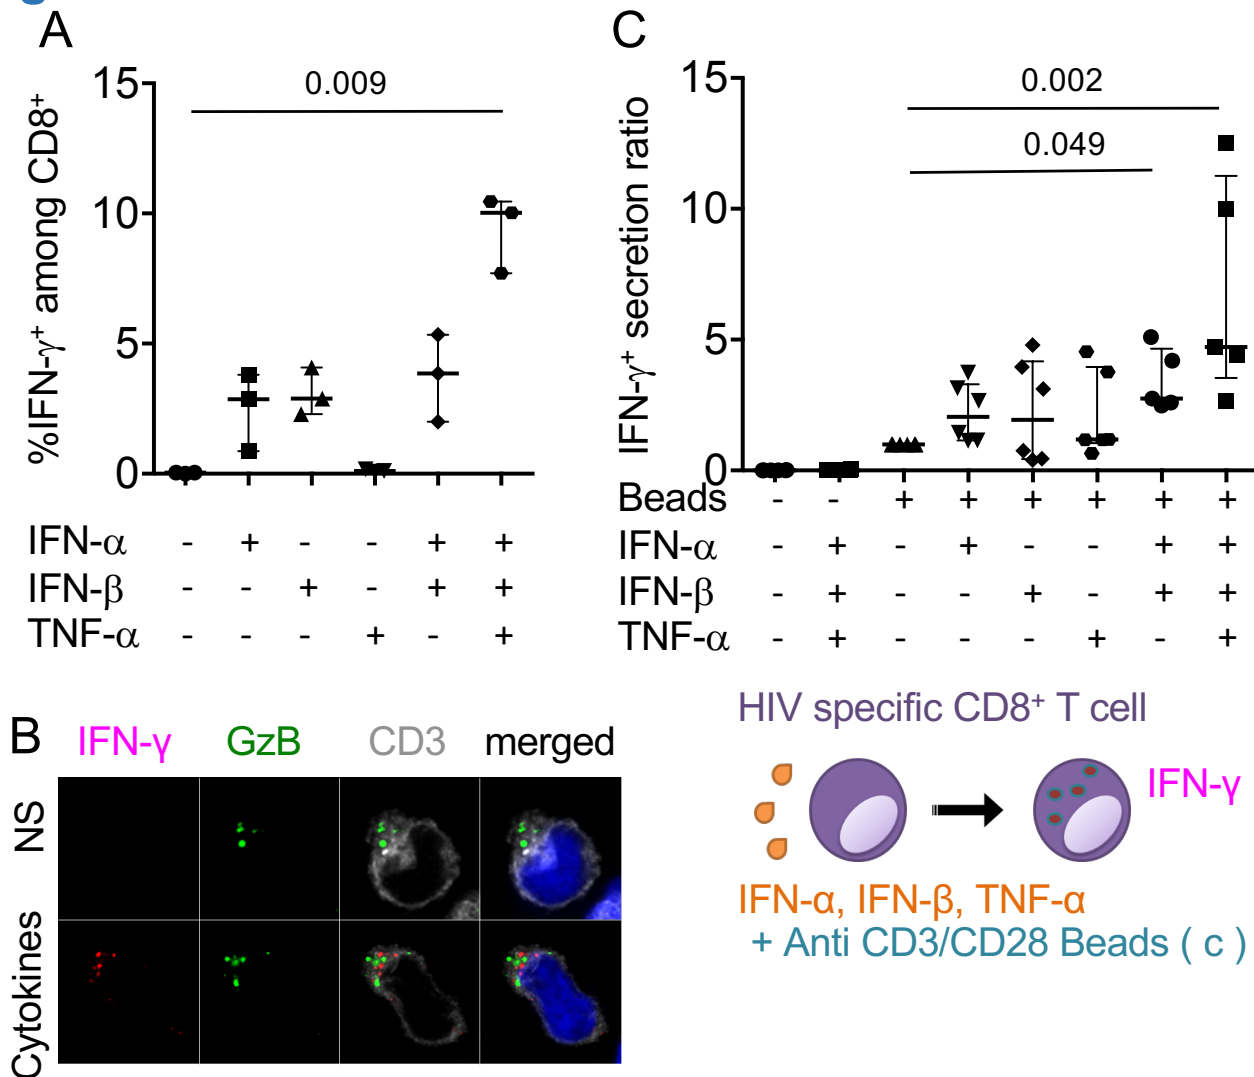 A
0.009
%IFN-γ+ among CD8+
15
10
5
0
IFN-α - + - - + +
IFN-β - - + - + +
TNF-α - - - + - +
C
0.002
0.049
IFN-γ+ secretion ratio
15
10
5
0
Beads - - + + + + + +
IFN-α - + - + - - + +
IFN-β - + - - + - + +
TNF-α - + - - - + - +
B
IFN-γ GzB CD3 merged
NS
Cytokines
HIV specific CD8+ T cell
IFN-γ
IFN-α, IFN-β, TNF-α
+ Anti CD3/CD28 Beads ( c )